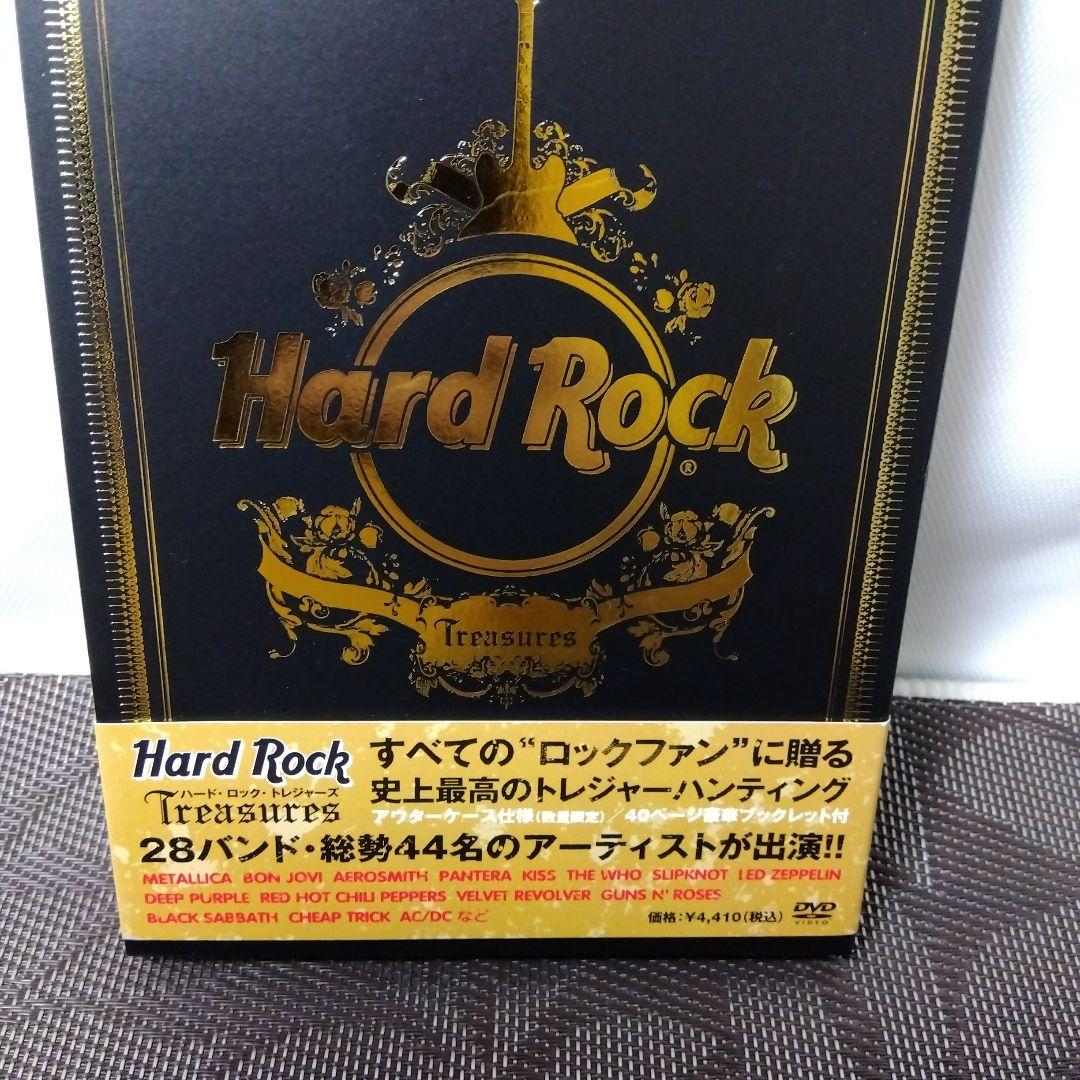 Hard Rock
®
Treasures
Hard Rock
ハード・ロック・トレジャーズ
Treasures
すべての“ロックファン”に贈る
史上最高のトレジャーハンティング
アウターケース仕様(数量限定)/40ページ豪華ブックレット付
28バンド・総勢44名のアーティストが出演!!
METALLICA BON JOVI AEROSMITH PANTERA KISS THE WHO SLIPKNOT LED ZEPPELIN
DEEP PURPLE RED HOT CHILI PEPPERS VELVET REVOLVER GUNS N' ROSES
BLACK SABBATH CHEAP TRICK AC/DC など
価格:¥4,410(税込)
DVD
VIDEO